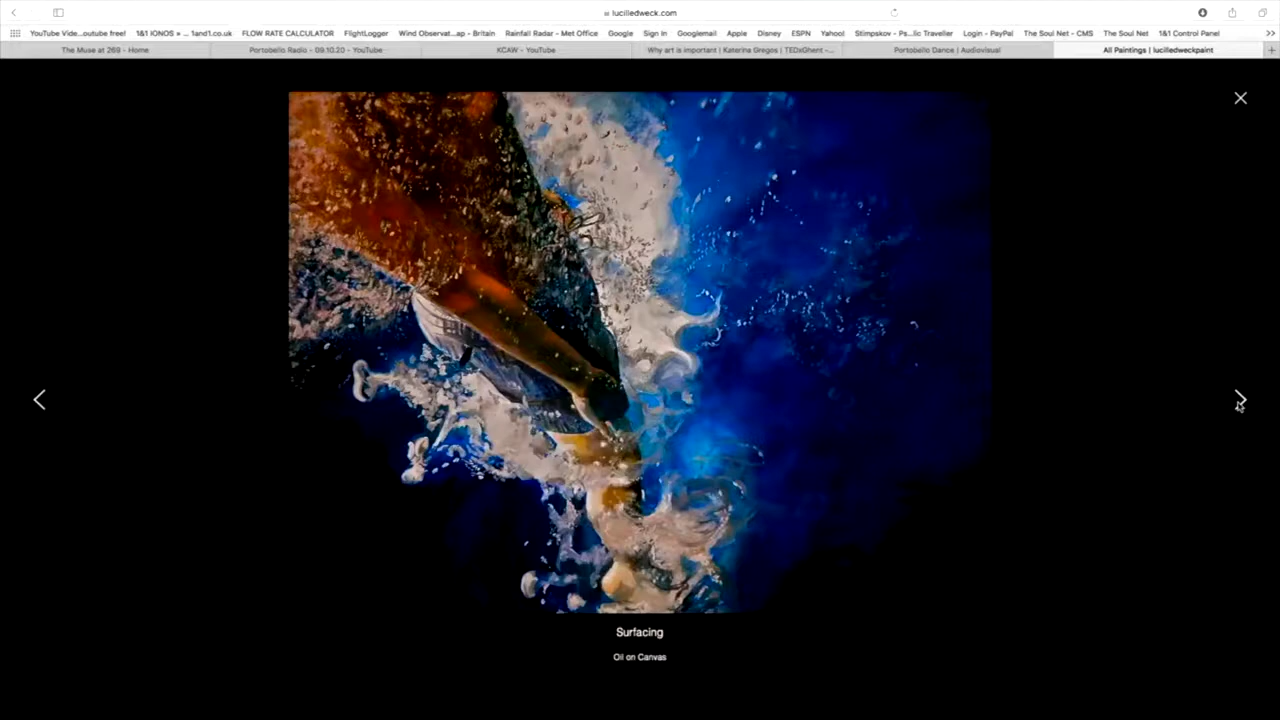 lucilledweck.com
YouTube Vide...outube free! 1&1 IONOS » ... 1and1.co.uk FLOW RATE CALCULATOR FlightLogger Wind Observat...ap - Britain Rainfall Radar - Met Office Google Sign In Googlemail Apple Disney ESPN Yahoo! Stimpskov - Ps...lic Traveller Login - PayPal The Soul Net - CMS The Soul Net 1&1 Control Panel
The Muse at 269 - Home Portobello Radio - 09.10.20 - YouTube KCAW - YouTube Why art is important | Katerina Gregos | TEDxGhent -... Portobello Dance | Audiovisual All Paintings | lucilledweckpaint
Surfacing
Oil on Canvas